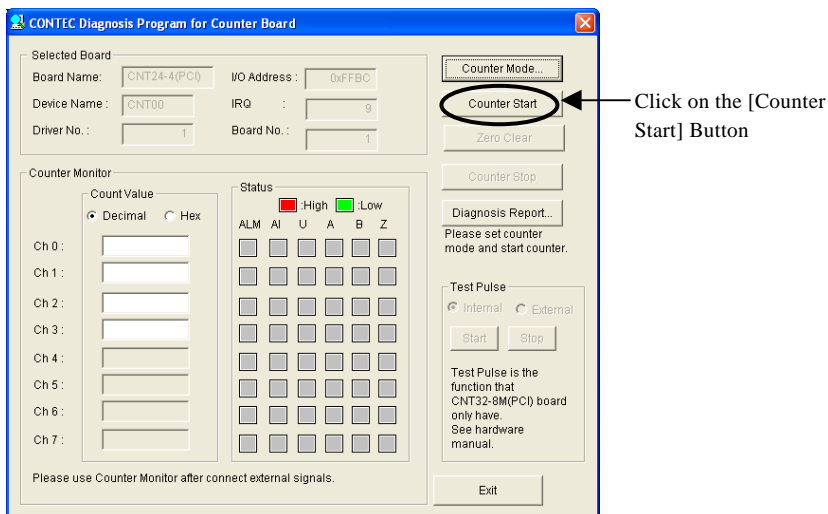 CONTEC Diagnosis Program for Counter Board
Selected Board
Board Name: CNT24-4(PCI) I/O Address : 0xFFBC
Device Name : CNT00 IRQ : 9
Driver No. : 1 Board No. : 1
Counter Mode...
Counter Start
Click on the [Counter
Start] Button
Zero Clear
Counter Stop
Diagnosis Report...
Please set counter
mode and start counter.
Counter Monitor
Count Value
Decimal Hex
Ch 0 :
Ch 1 :
Ch 2 :
Ch 3 :
Ch 4 :
Ch 5 :
Ch 6 :
Ch 7 :
Status
:High :Low
ALM AI U A B Z
Test Pulse
Internal External
Start Stop
Test Pulse is the
function that
CNT32-8M(PCI) board
only have.
See hardware
manual.
Please use Counter Monitor after connect external signals.
Exit